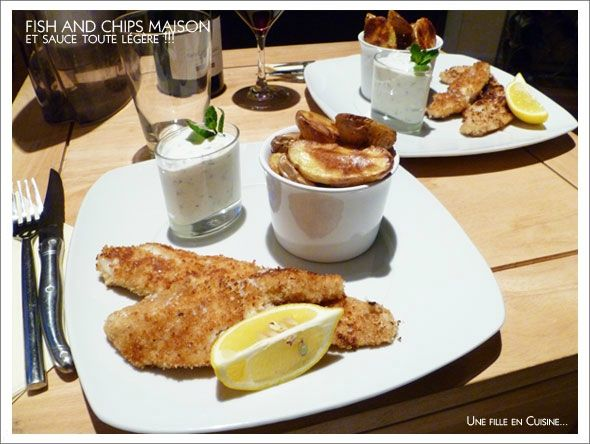 FISH AND CHIPS MAISON
ET SAUCE TOUTE LÉGÈRE !!!
UNE FILLE EN CUISINE...